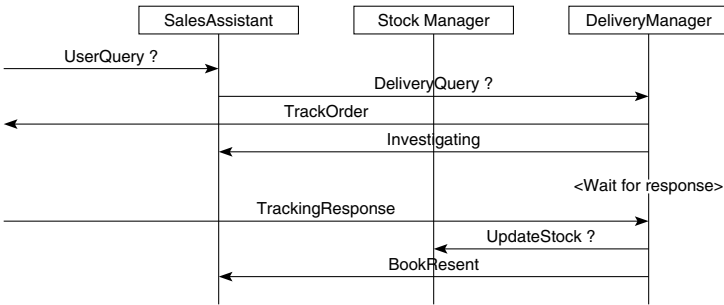 SalesAssistant
Stock Manager
DeliveryManager
UserQuery ?
DeliveryQuery ?
TrackOrder
Investigating
<Wait for response>
TrackingResponse
UpdateStock ?
BookResent